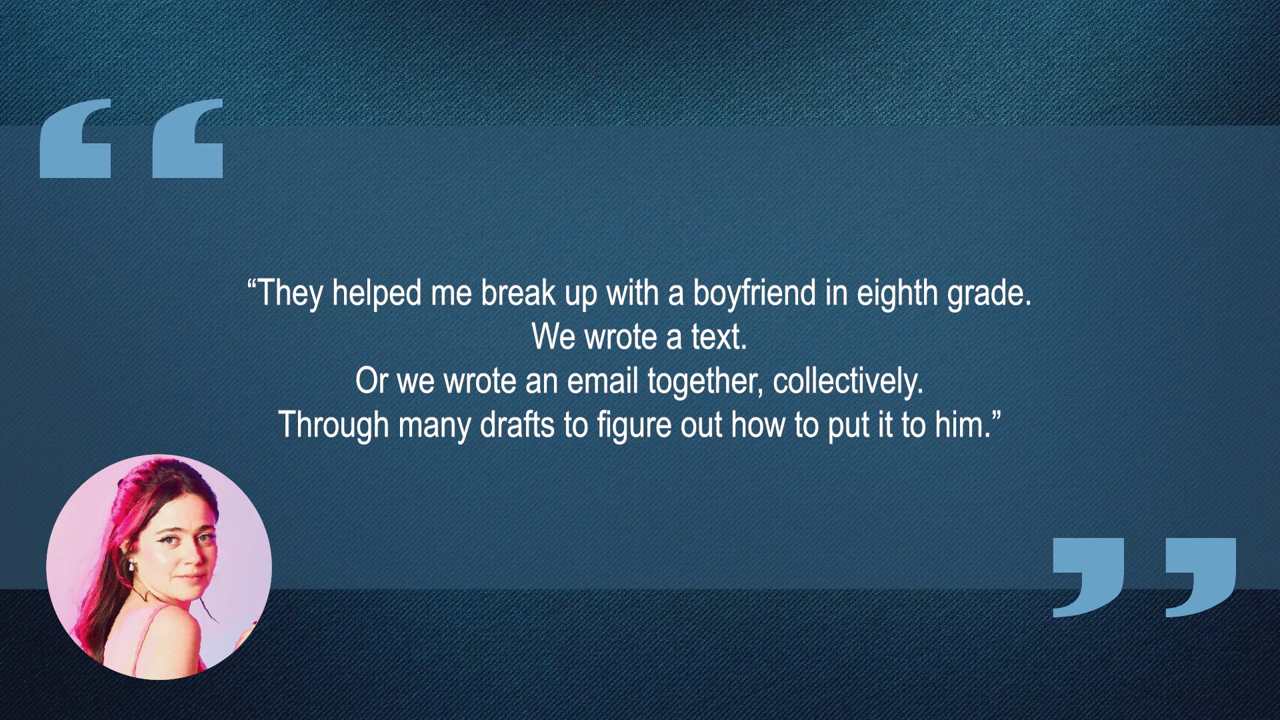 “They helped me break up with a boyfriend in eighth grade.
We wrote a text.
Or we wrote an email together, collectively.
Through many drafts to figure out how to put it to him.”